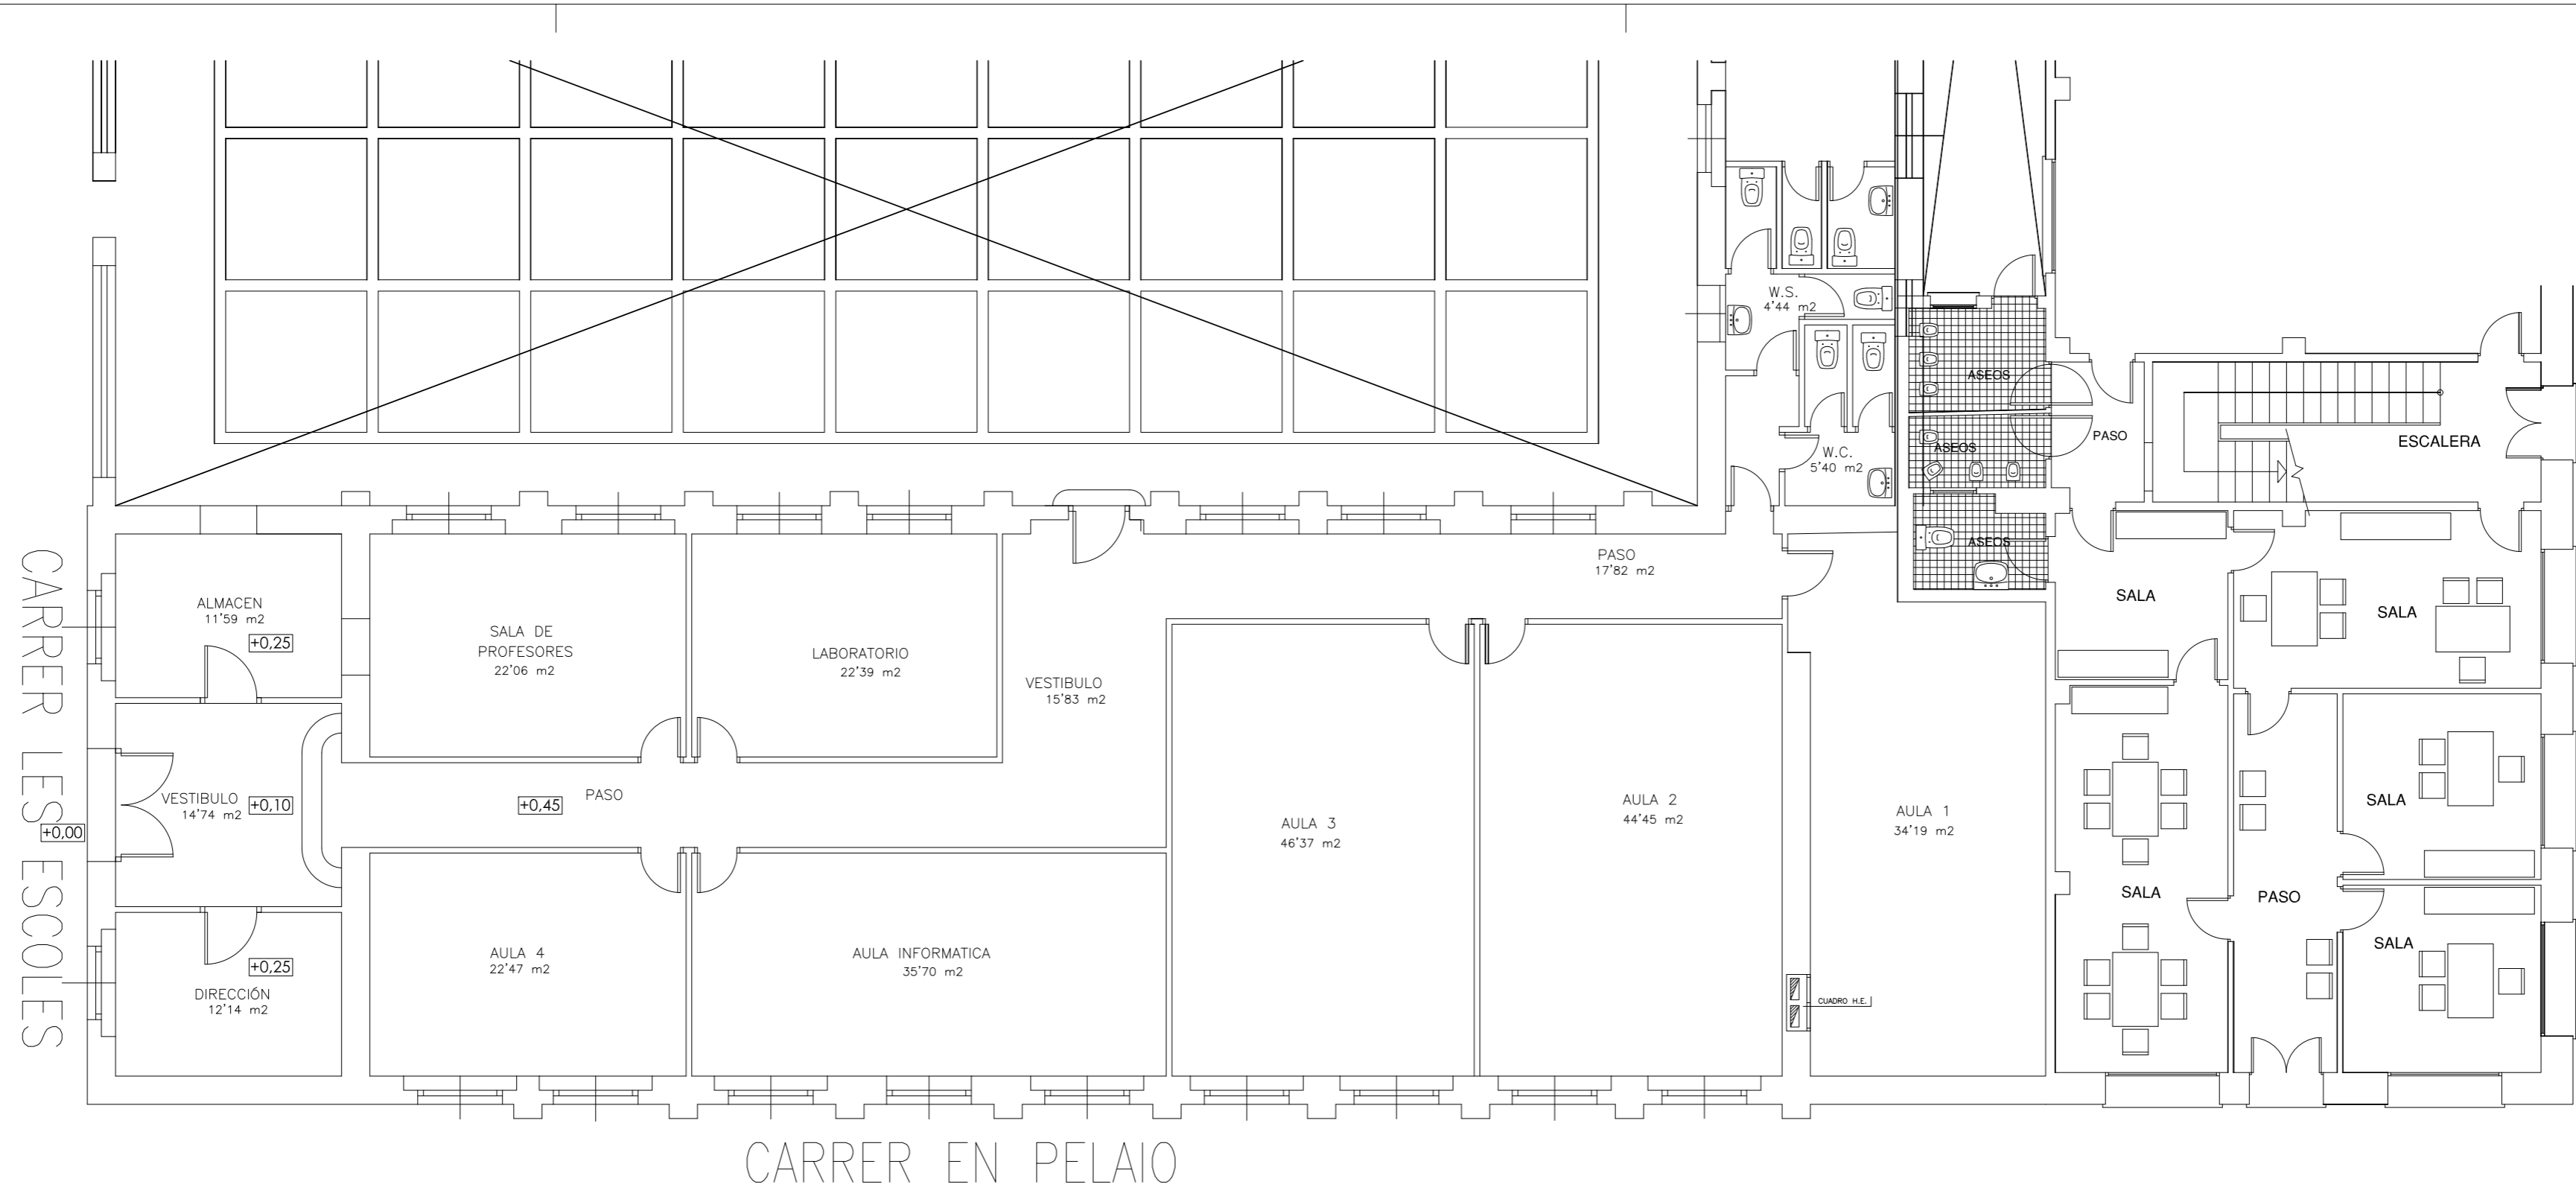 W.S.
4'44 m2
W.C.
5'40 m2
ASEOS
ASEOS
ASEOS
PASO
ESCALERA
PASO
17'82 m2
ALMACEN
11'59 m2
+0,25
SALA DE
PROFESORES
22'06 m2
LABORATORIO
22'39 m2
VESTIBULO
15'83 m2
SALA
SALA
VESTIBULO
14'74 m2
+0,10
+0,00
+0,45
PASO
AULA 3
46'37 m2
AULA 2
44'45 m2
AULA 1
34'19 m2
SALA
SALA
PASO
SALA
DIRECCIÓN
12'14 m2
+0,25
AULA 4
22'47 m2
AULA INFORMATICA
35'70 m2
CUADRO H.E.
CARRER LES ESCOLES
CARRER EN PELAIO